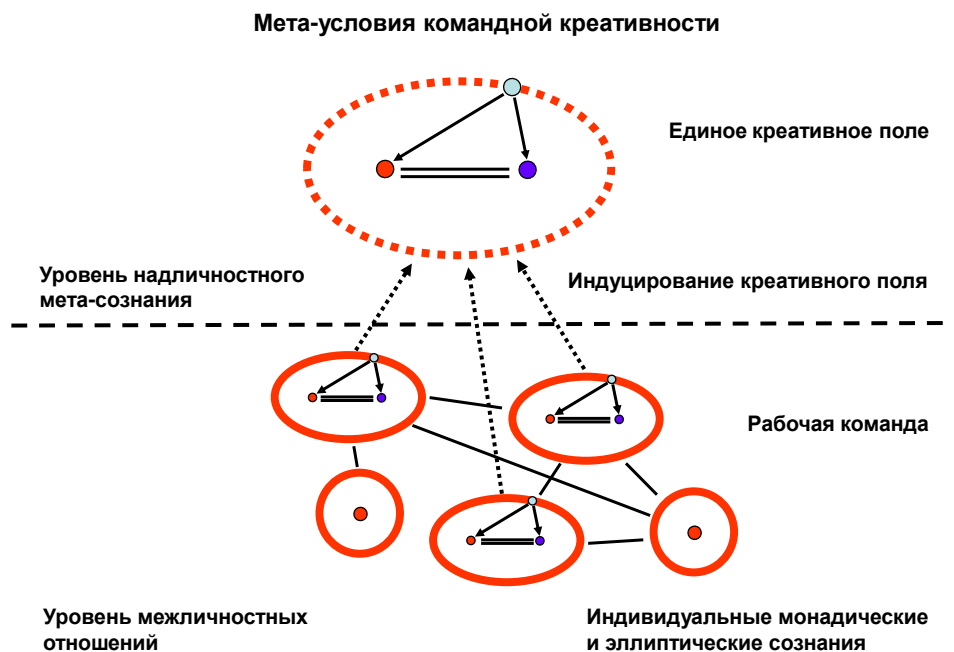 Мета-условия командной креативности
Единое креативное поле
Уровень надличностного
мета-сознания
Индуцирование креативного поля
Рабочая команда
Уровень межличностных
отношений
Индивидуальные монадические
и эллиптические сознания